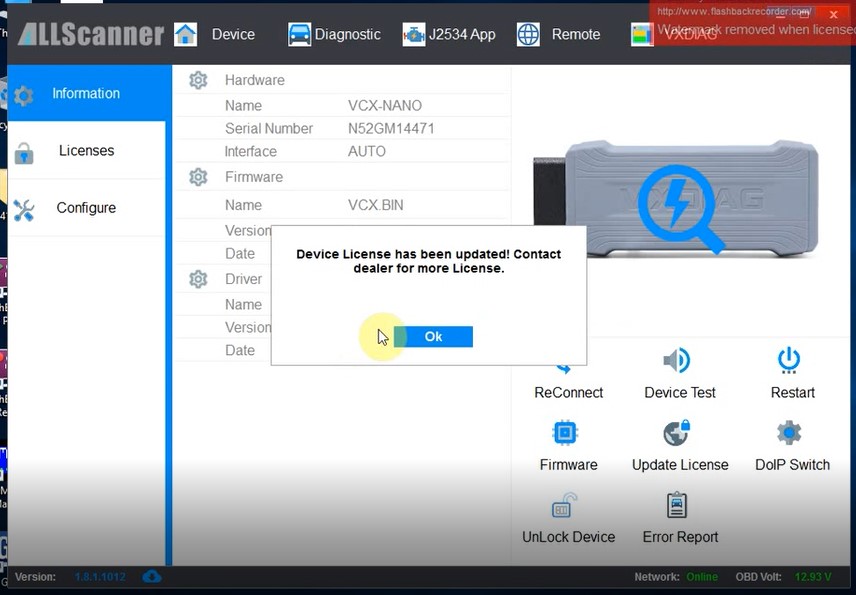 http://www.flashbackrecorder.com/
Watermark removed when license
ALLScanner
Device
Diagnostic
J2534 App
Remote
VXDIAG
Information
Licenses
Configure
Hardware
Name VCX-NANO
Serial Number N52GM14471
Interface AUTO
Firmware
Name VCX.BIN
Version
Date
Driver
Name
Version
Date
VXDIAG
Device License has been updated! Contact
dealer for more License.
Ok
ReConnect
Device Test
Restart
Firmware
Update License
DoIP Switch
UnLock Device
Error Report
Version: 1.8.1.1012
Network: Online
OBD Volt: 12.93 V